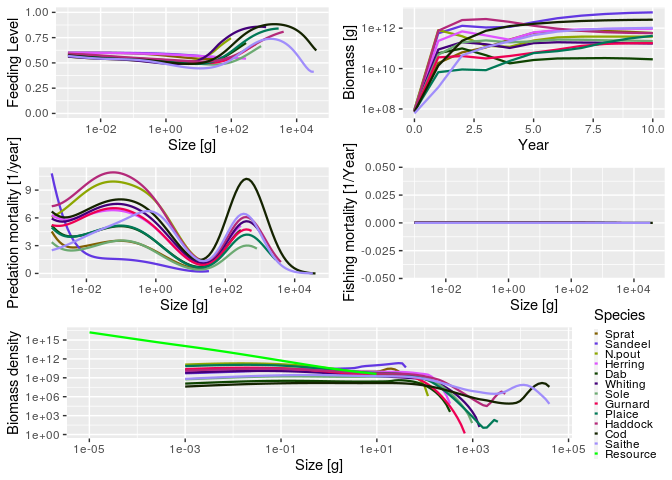 Feeding Level
1.00
0.75
0.50
0.25
0.00
1e-02
1e+00
1e+02
1e+04
Size [g]
Biomass [g]
1e+12
1e+10
1e+08
0.0
2.5
5.0
7.5
10.0
Year
Predation mortality [1/year]
9
6
3
0
1e-02
1e+00
1e+02
1e+04
Size [g]
Fishing mortality [1/Year]
0.050
0.025
0.000
-0.025
-0.050
1e-02
1e+00
1e+02
1e+04
Size [g]
Biomass density
1e+15
1e+12
1e+09
1e+06
1e+03
1e+00
1e-05
1e-03
1e-01
1e+01
1e+03
1e+05
Size [g]
Species
Sprat
Sandeel
N.pout
Herring
Dab
Whiting
Sole
Gurnard
Plaice
Haddock
Cod
Saithe
Resource